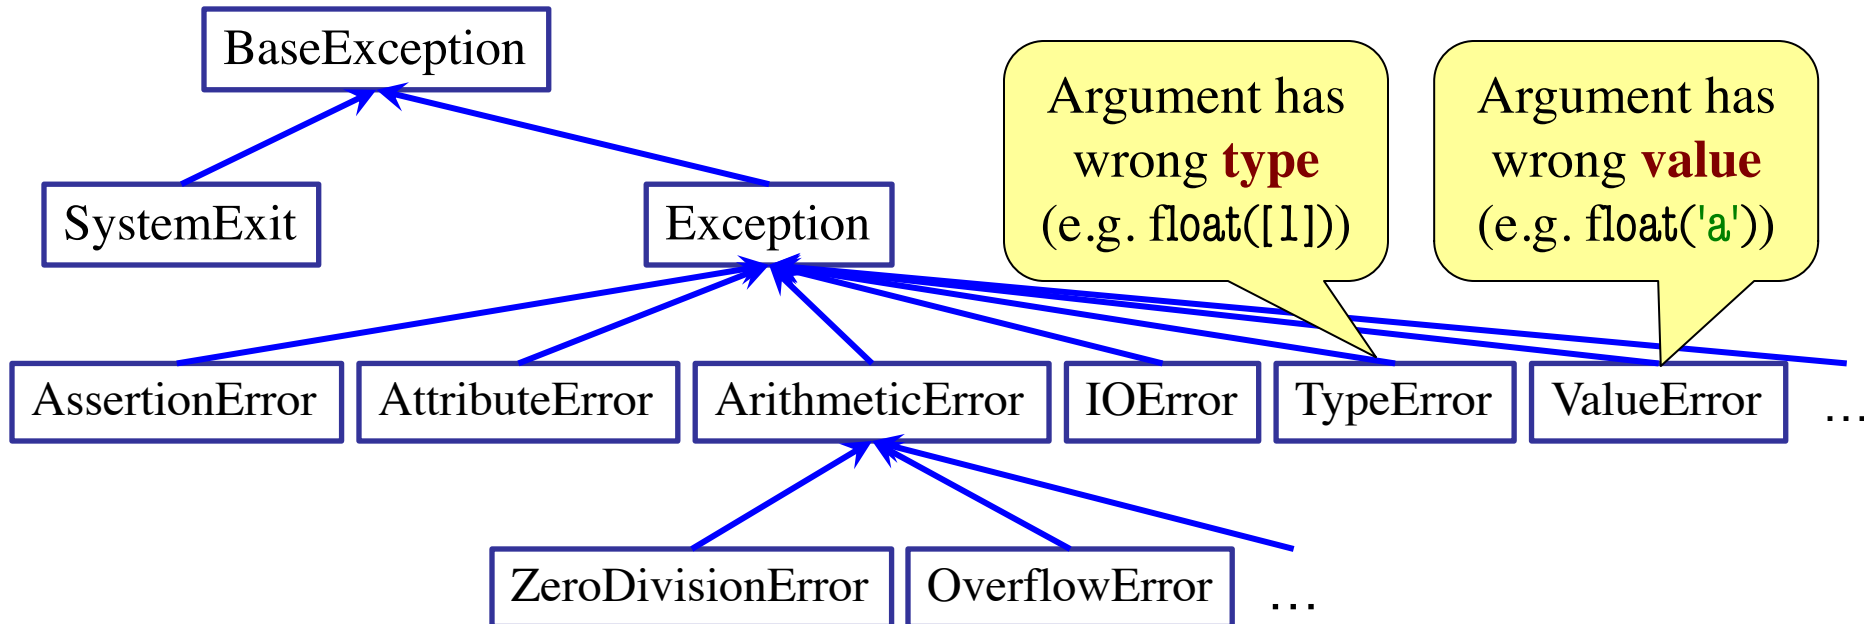 BaseException
Argument has
wrong type
(e.g. float([1]))
Argument has
wrong value
(e.g. float('a'))
SystemExit
Exception
AssertionError
AttributeError
ArithmeticError
IOError
TypeError
ValueError
...
ZeroDivisionError
OverflowError
...